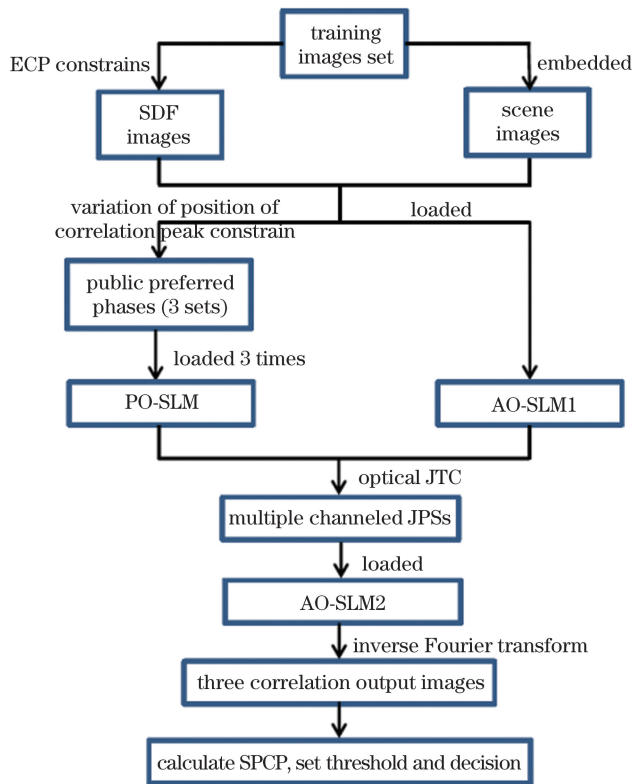 training
images set
ECP constrains
embedded
SDF
images
scene
images
variation of position of
correlation peak constrain
loaded
public preferred
phases (3 sets)
loaded 3 times
PO-SLM
AO-SLM1
optical JTC
multiple channeled JPSs
loaded
AO-SLM2
inverse Fourier transform
three correlation output images
calculate SPCP, set threshold and decision